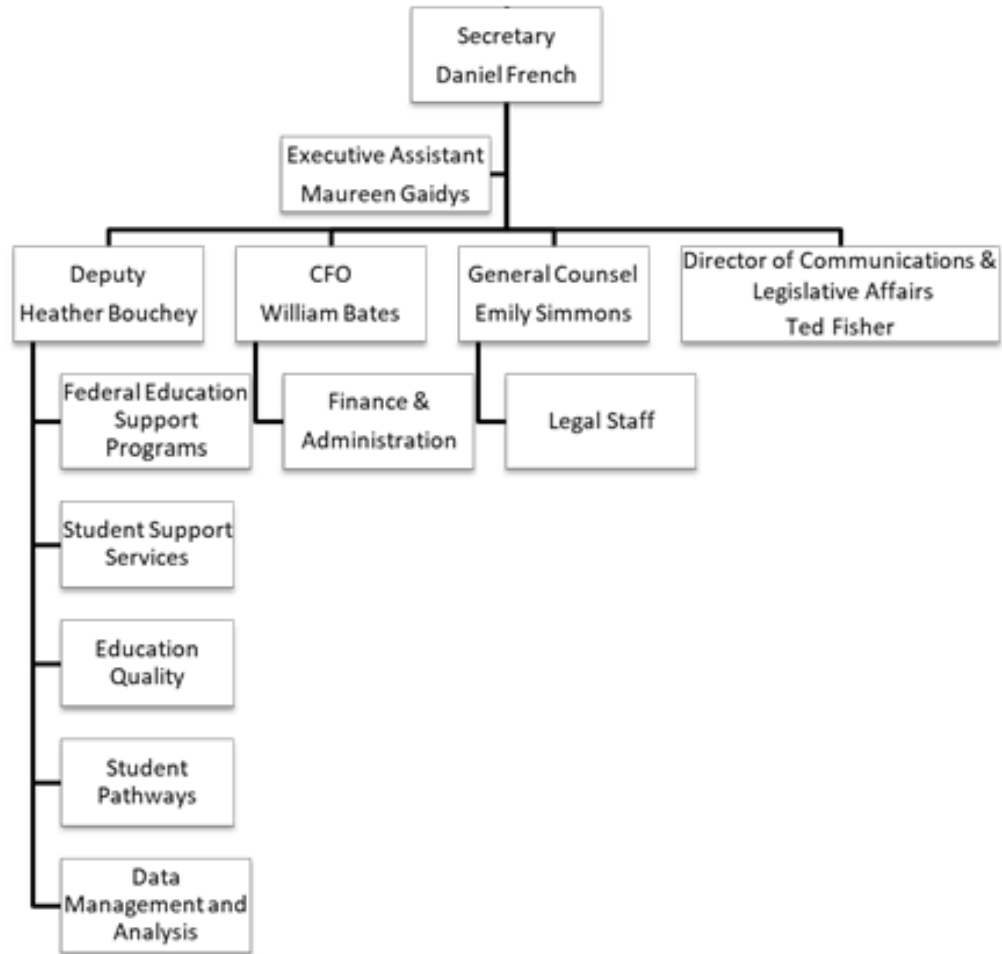 Secretary
Daniel French
Executive Assistant
Maureen Gaidys
Deputy
Heather Bouchey
CFO
William Bates
General Counsel
Emily Simmons
Director of Communications &
Legislative Affairs
Ted Fisher
Federal Education
Support
Programs
Finance &
Administration
Legal Staff
Student Support
Services
Education
Quality
Student
Pathways
Data
Management and
Analysis